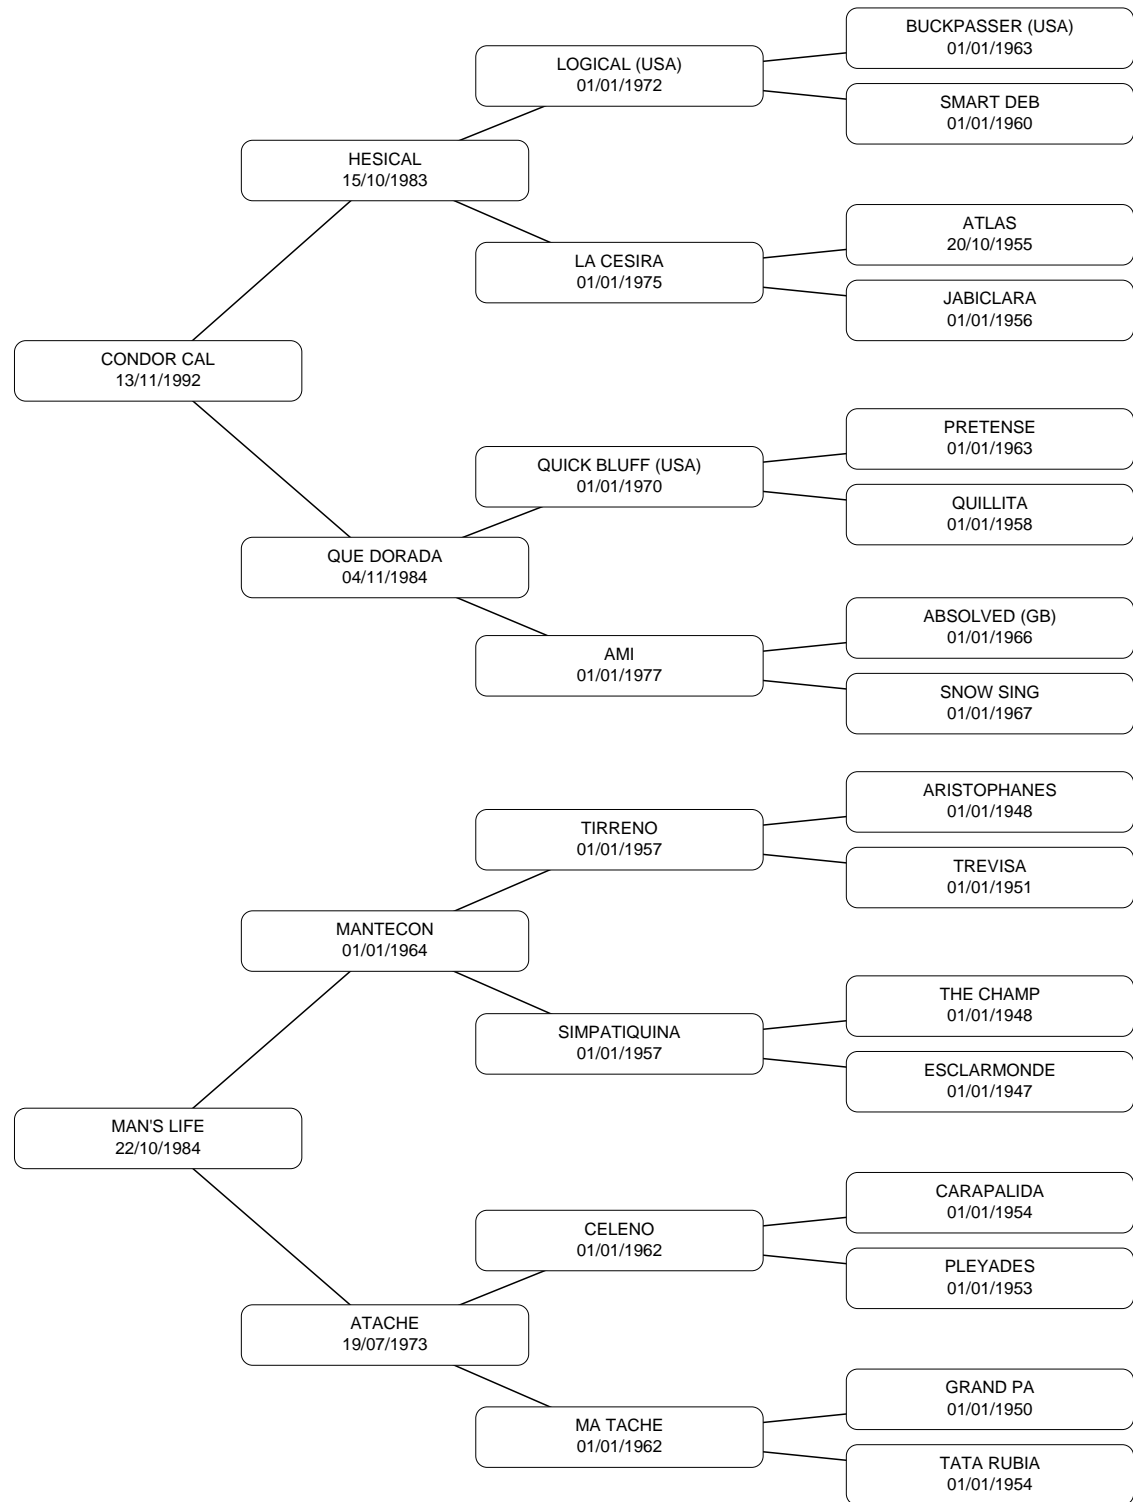 BUCKPASSER (USA)
01/01/1963
LOGICAL (USA)
01/01/1972
SMART DEB
01/01/1960
HESICAL
15/10/1983
ATLAS
20/10/1955
LA CESIRA
01/01/1975
JABICLARA
01/01/1956
CONDOR CAL
13/11/1992
PRETENSE
01/01/1963
QUICK BLUFF (USA)
01/01/1970
QUILLITA
01/01/1958
QUE DORADA
04/11/1984
ABSOLVED (GB)
01/01/1966
AMI
01/01/1977
SNOW SING
01/01/1967
ARISTOPHANES
01/01/1948
TIRRENO
01/01/1957
TREVISA
01/01/1951
MANTECON
01/01/1964
THE CHAMP
01/01/1948
SIMPATIQUINA
01/01/1957
ESCLARMONDE
01/01/1947
MAN'S LIFE
22/10/1984
CARAPALIDA
01/01/1954
CELENO
01/01/1962
PLEYADES
01/01/1953
ATACHE
19/07/1973
GRAND PA
01/01/1950
MA TACHE
01/01/1962
TATA RUBIA
01/01/1954